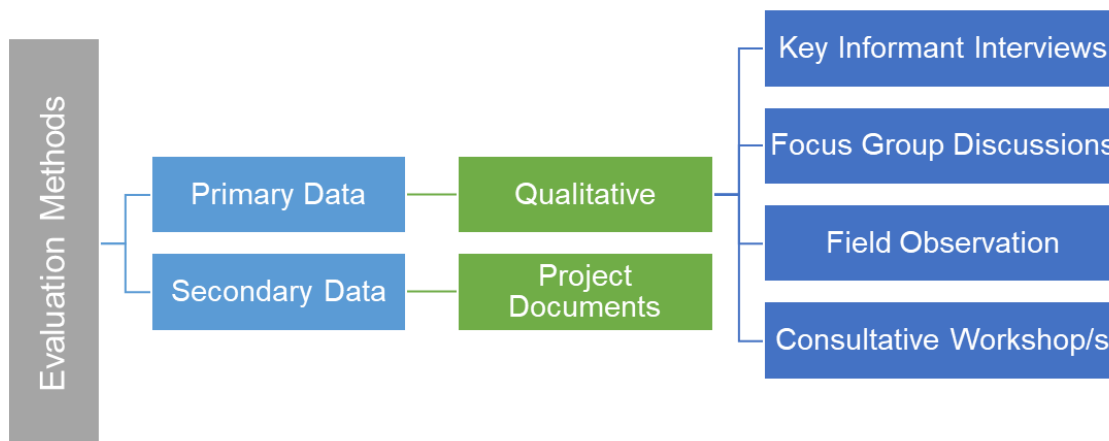 Evaluation Methods
Primary Data
Secondary Data
Qualitative
Project
Documents
Key Informant Interviews
Focus Group Discussions
Field Observation
Consultative Workshop/s